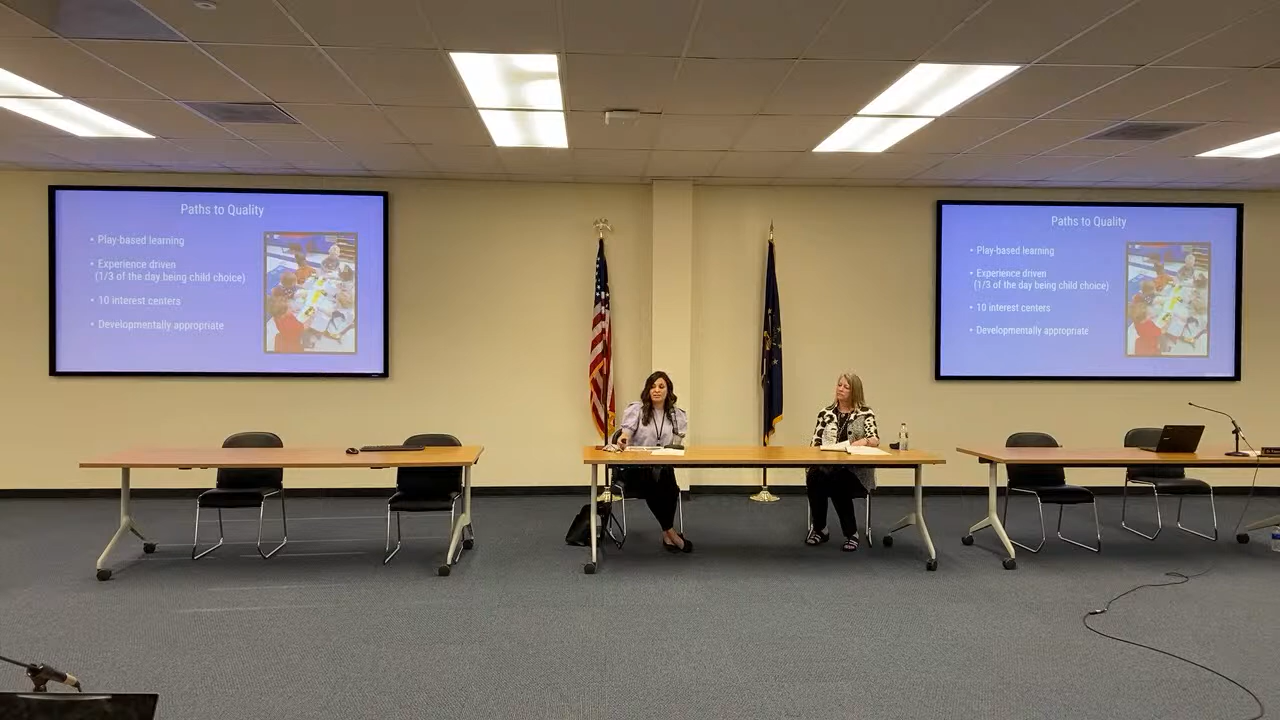 Paths to Quality
• Play-based learning
• Experience driven
(1/3 of the day being child choice)
• 10 interest centers
• Developmentally appropriate
Paths to Quality
• Play-based learning
• Experience driven
(1/3 of the day being child choice)
• 10 interest centers
• Developmentally appropriate